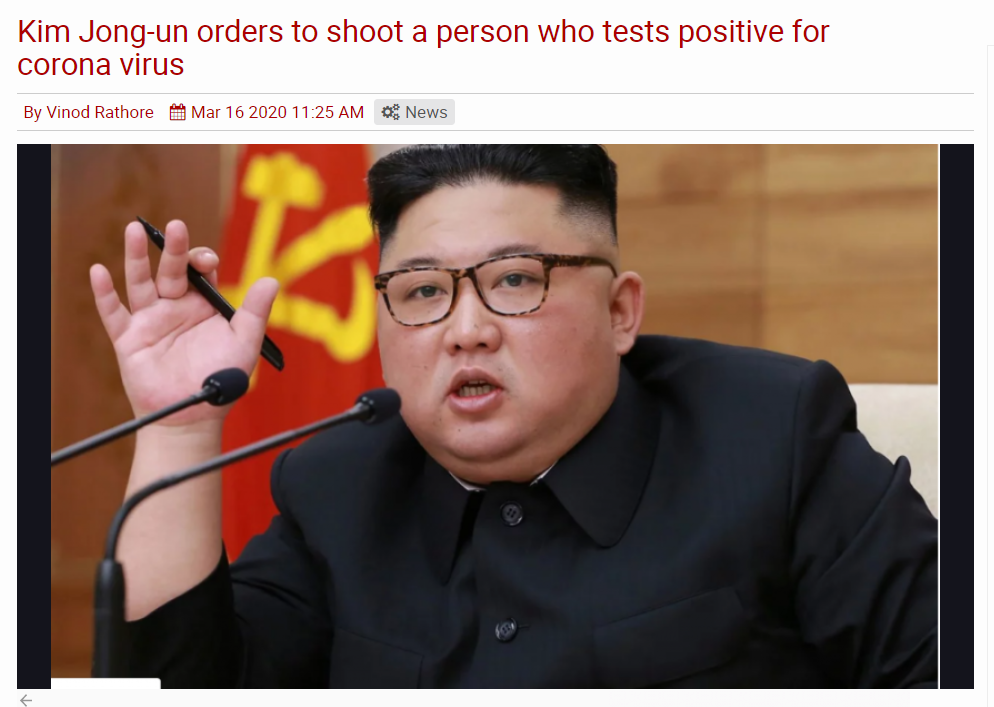 Kim Jong-un orders to shoot a person who tests positive for
corona virus
By Vinod Rathore Mar 16 2020 11:25 AM News